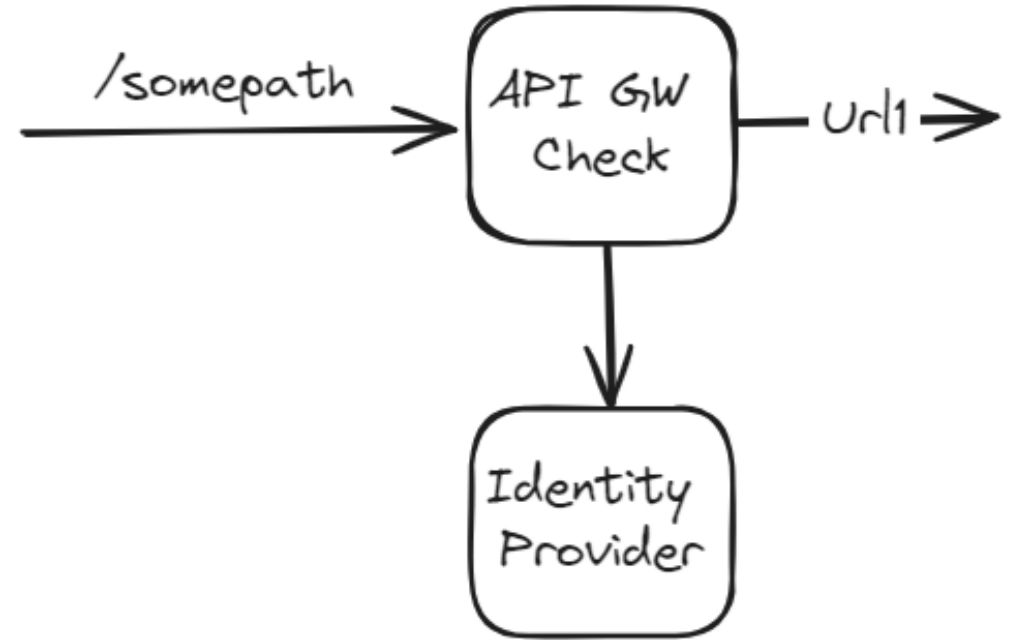 /somepath
API GW
Check
Url1
Identity
Provider